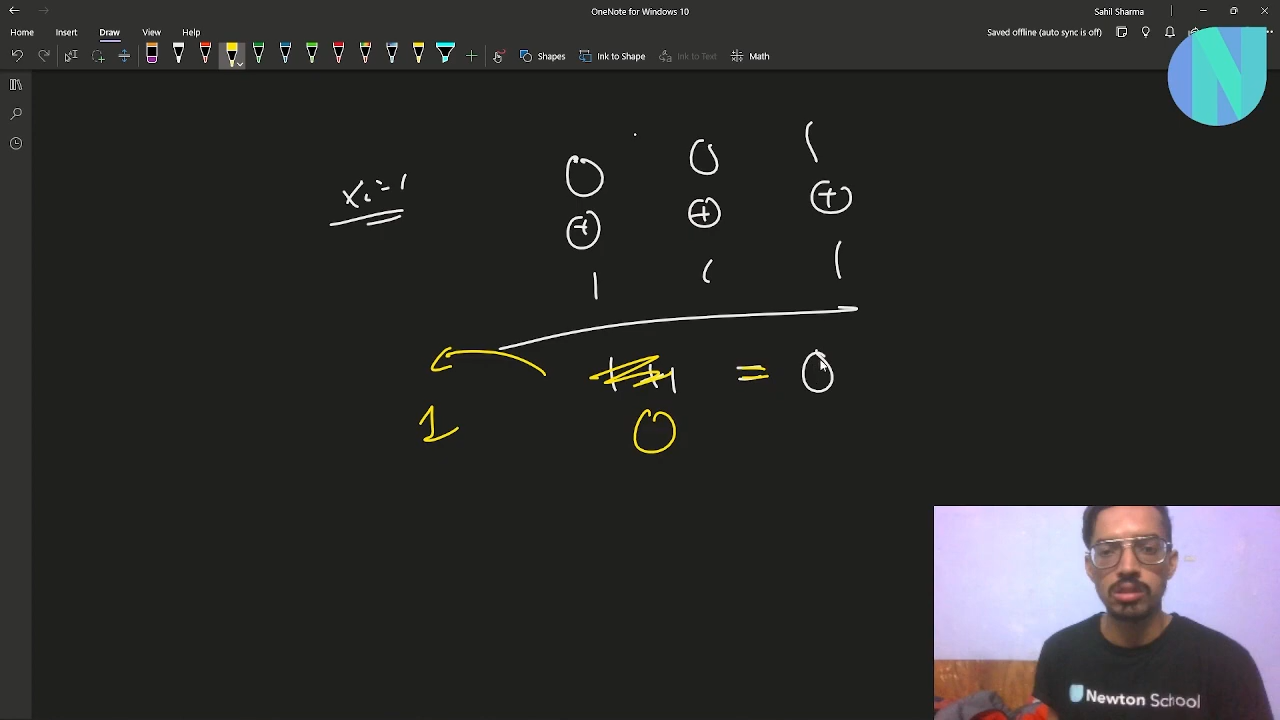 OneNote for Windows 10
Sahil Sharma
Home Insert Draw View Help
Saved offline (auto sync is off)
Shapes Ink to Shape Ink to Text Math
0 0 1
xi=1
⊕ ⊕ ⊕
1 1 1
= 0
1 0
Newton School